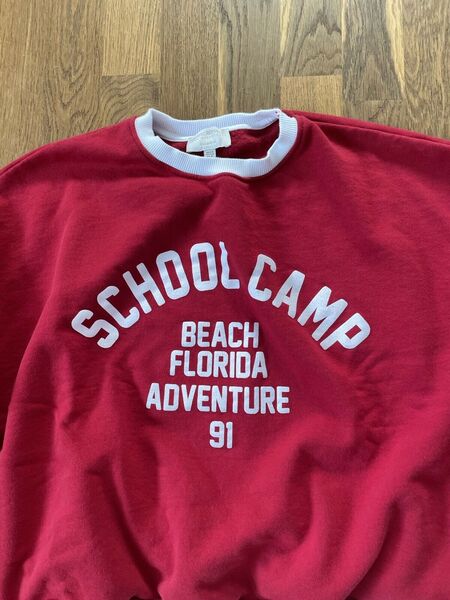 SCHOOL CAMP
BEACH
FLORIDA
ADVENTURE
91